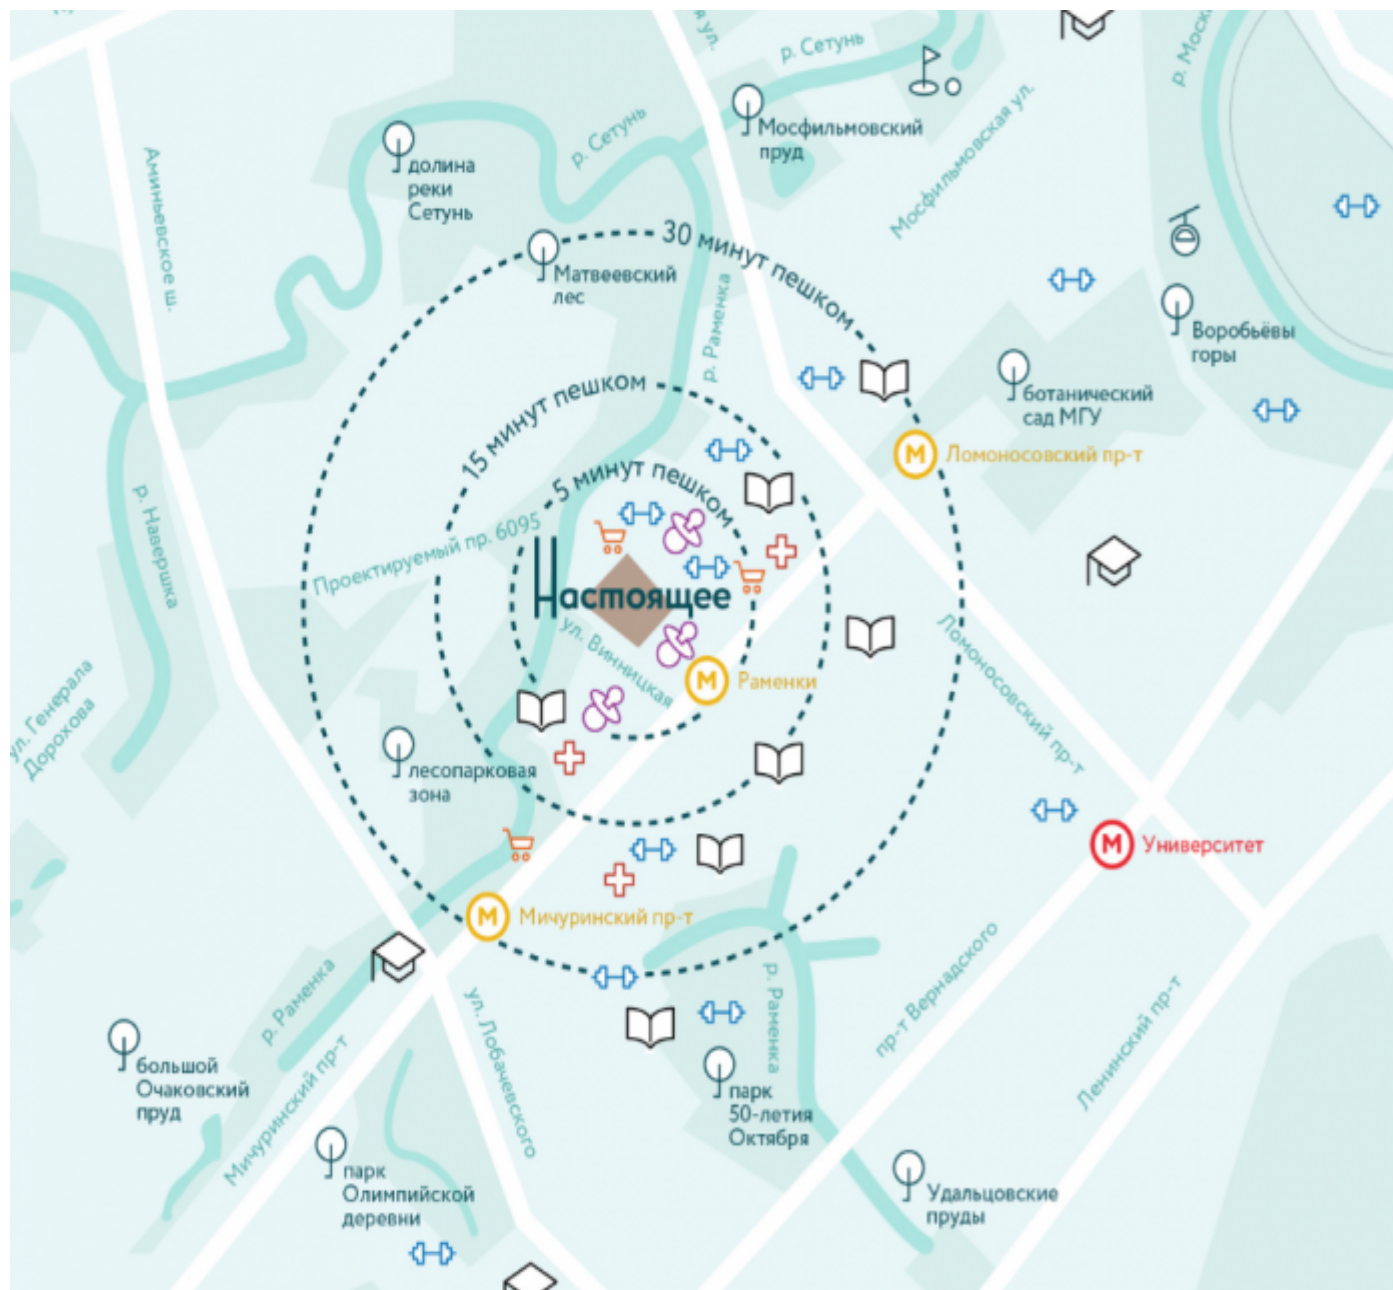 я ул.
р. Сетунь
р. Моск
Мосфильмовский
пруд
Мосфильмовская ул.
р. Сетунь
долина
реки
Сетунь
Аминьевское ш.
30 минут пешком
Матвеевский
лес
р. Раменка
Воробьёвы
горы
ботанический
сад МГУ
15 минут пешком
М
Ломоносовский пр-т
5 минут пешком
р. Навершка
Проектируемый пр. 6095
Настоящее
ул. Винницкая
М
Раменки
Ломоносовский пр-т
ул. Генерала
Дорохова
лесопарковая
зона
М
Университет
М
Мичуринский пр-т
р. Раменка
ул. Лобачевского
р. Раменка
пр-т Вернадского
Ленинский пр-т
большой
Очаковский
пруд
Мичуринский пр-т
парк
50-летия
Октября
парк
Олимпийской
деревни
Удальцовские
пруды